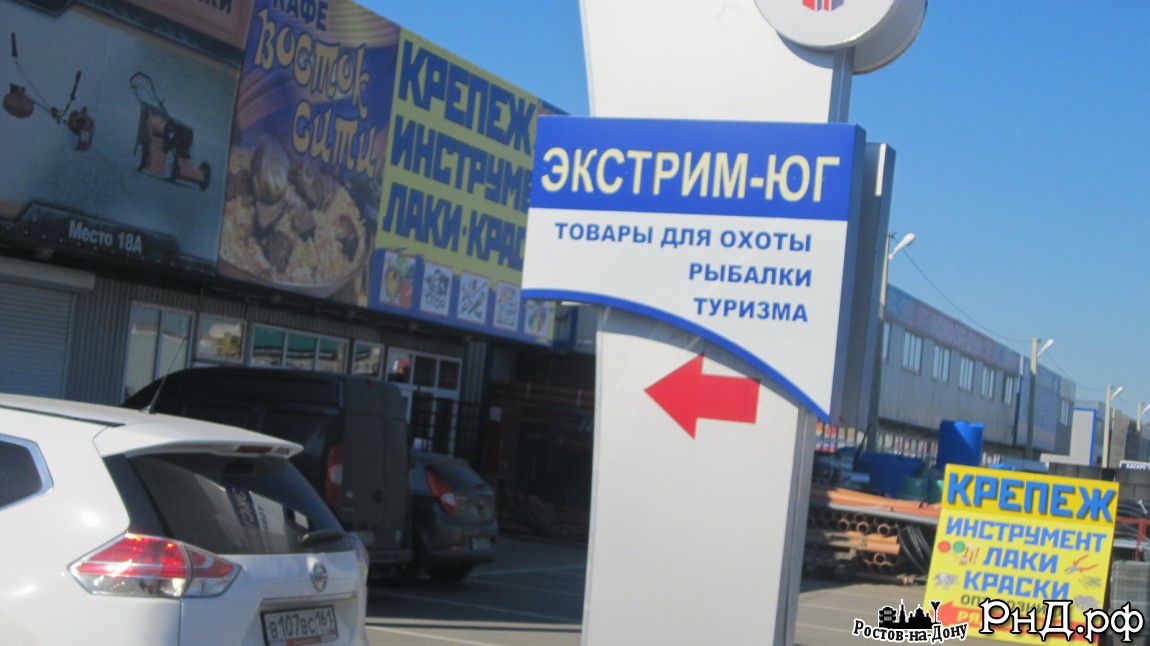 КАФЕ
ВОСТОК
СИТИ
Место 18А
КРЕПЕЖ
ИНСТРУМЕ
ЛАКИ·КРАС
ЭКСТРИМ-ЮГ
ТОВАРЫ ДЛЯ ОХОТЫ
РЫБАЛКИ
ТУРИЗМА
КРЕПЕЖ
ИНСТРУМЕНТ
ЛАКИ
КРАСКИ
В107ВС161
Ростов-на-Дону
РнД.рф